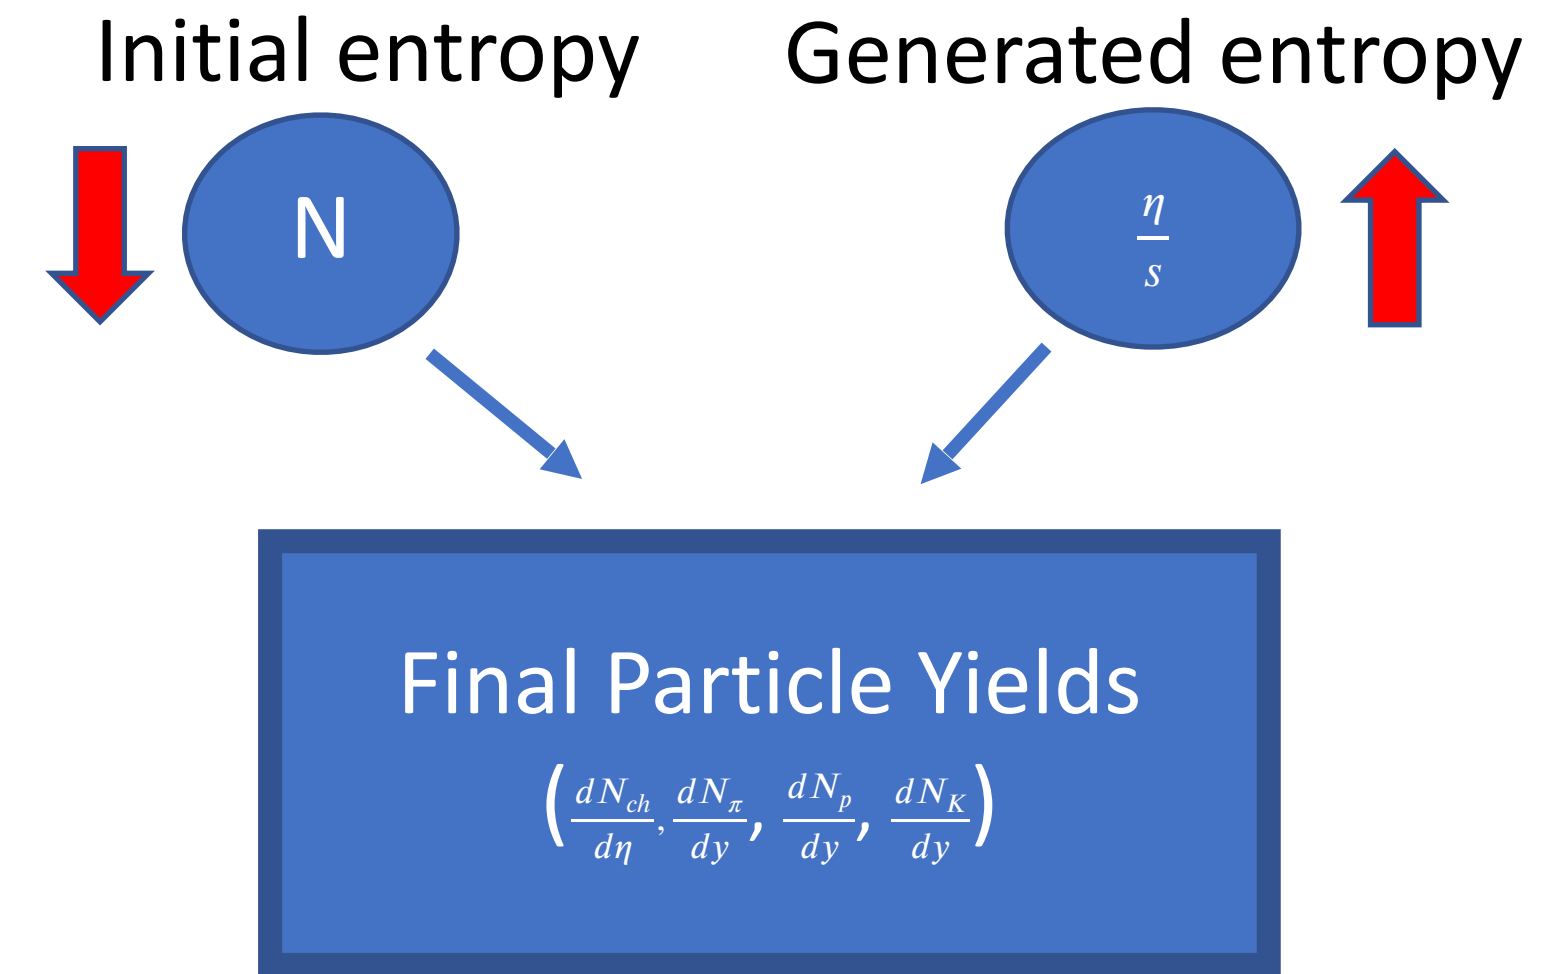 Initial entropy
Generated entropy
N
η/s
Final Particle Yields
(dN_ch/dη, dN_π/dy, dN_p/dy, dN_K/dy)